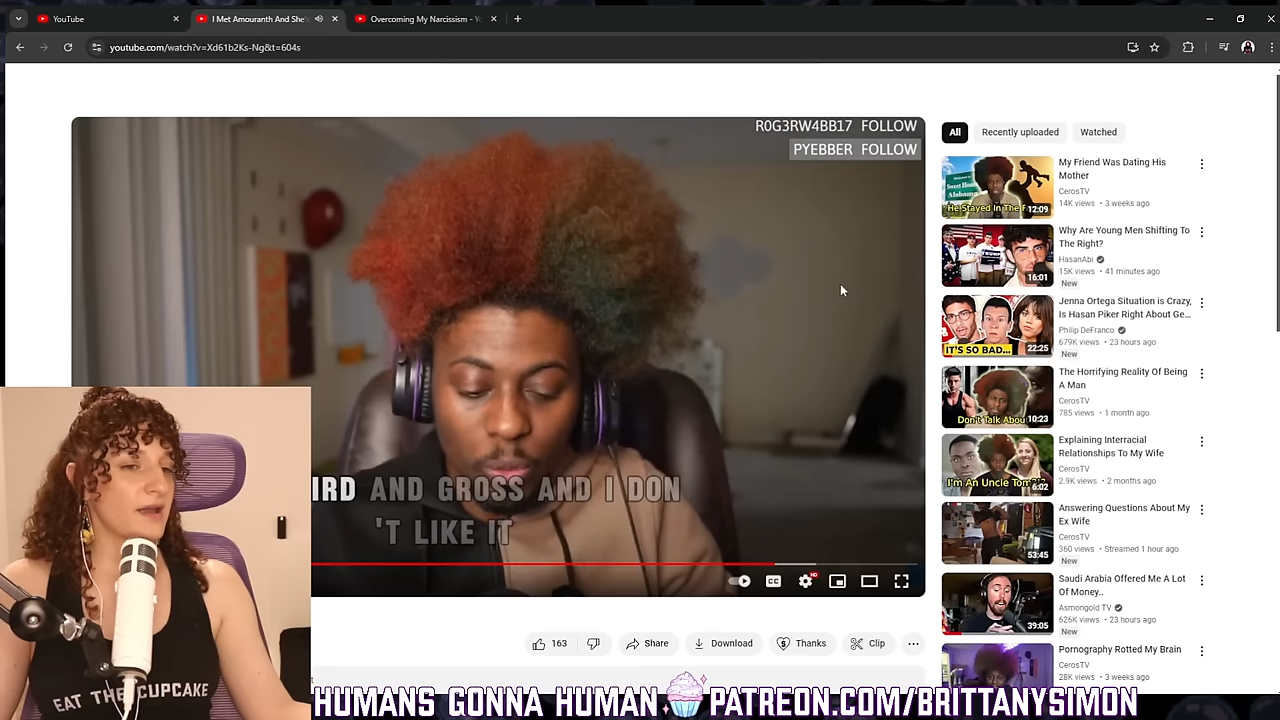 YouTube
I Met Amouranth And She's
Overcoming My Narcissism - Yo
youtube.com/watch?v=Xd61b2Ks-Ng&t=604s
R0G3RW4BB17 FOLLOW
PYEBBER FOLLOW
IRD AND GROSS AND I DON
'T LIKE IT
CC
HD
163
Share
Download
Thanks
Clip
All
Recently uploaded
Watched
He Stayed In The F
12:09
My Friend Was Dating His
Mother
CerosTV
14K views • 3 weeks ago
16:01
Why Are Young Men Shifting To
The Right?
HasanAbi
15K views • 41 minutes ago
New
IT'S SO BAD...
22:25
Jenna Ortega Situation is Crazy,
Is Hasan Piker Right About Ge...
Philip DeFranco
679K views • 23 hours ago
New
Don't Talk Abou
10:23
The Horrifying Reality Of Being
A Man
CerosTV
785 views • 1 month ago
I'm An Uncle Tom?
6:02
Explaining Interracial
Relationships To My Wife
CerosTV
2.9K views • 2 months ago
53:45
Answering Questions About My
Ex Wife
CerosTV
360 views • Streamed 1 hour ago
New
39:05
Saudi Arabia Offered Me A Lot
Of Money..
Asmongold TV
626K views • 23 hours ago
New
Pornography Rotted My Brain
CerosTV
28K views • 3 weeks ago
EAT THE CUPCAKE
HUMANS GONNA HUMAN PATREON.COM/BRITTANYSIMON